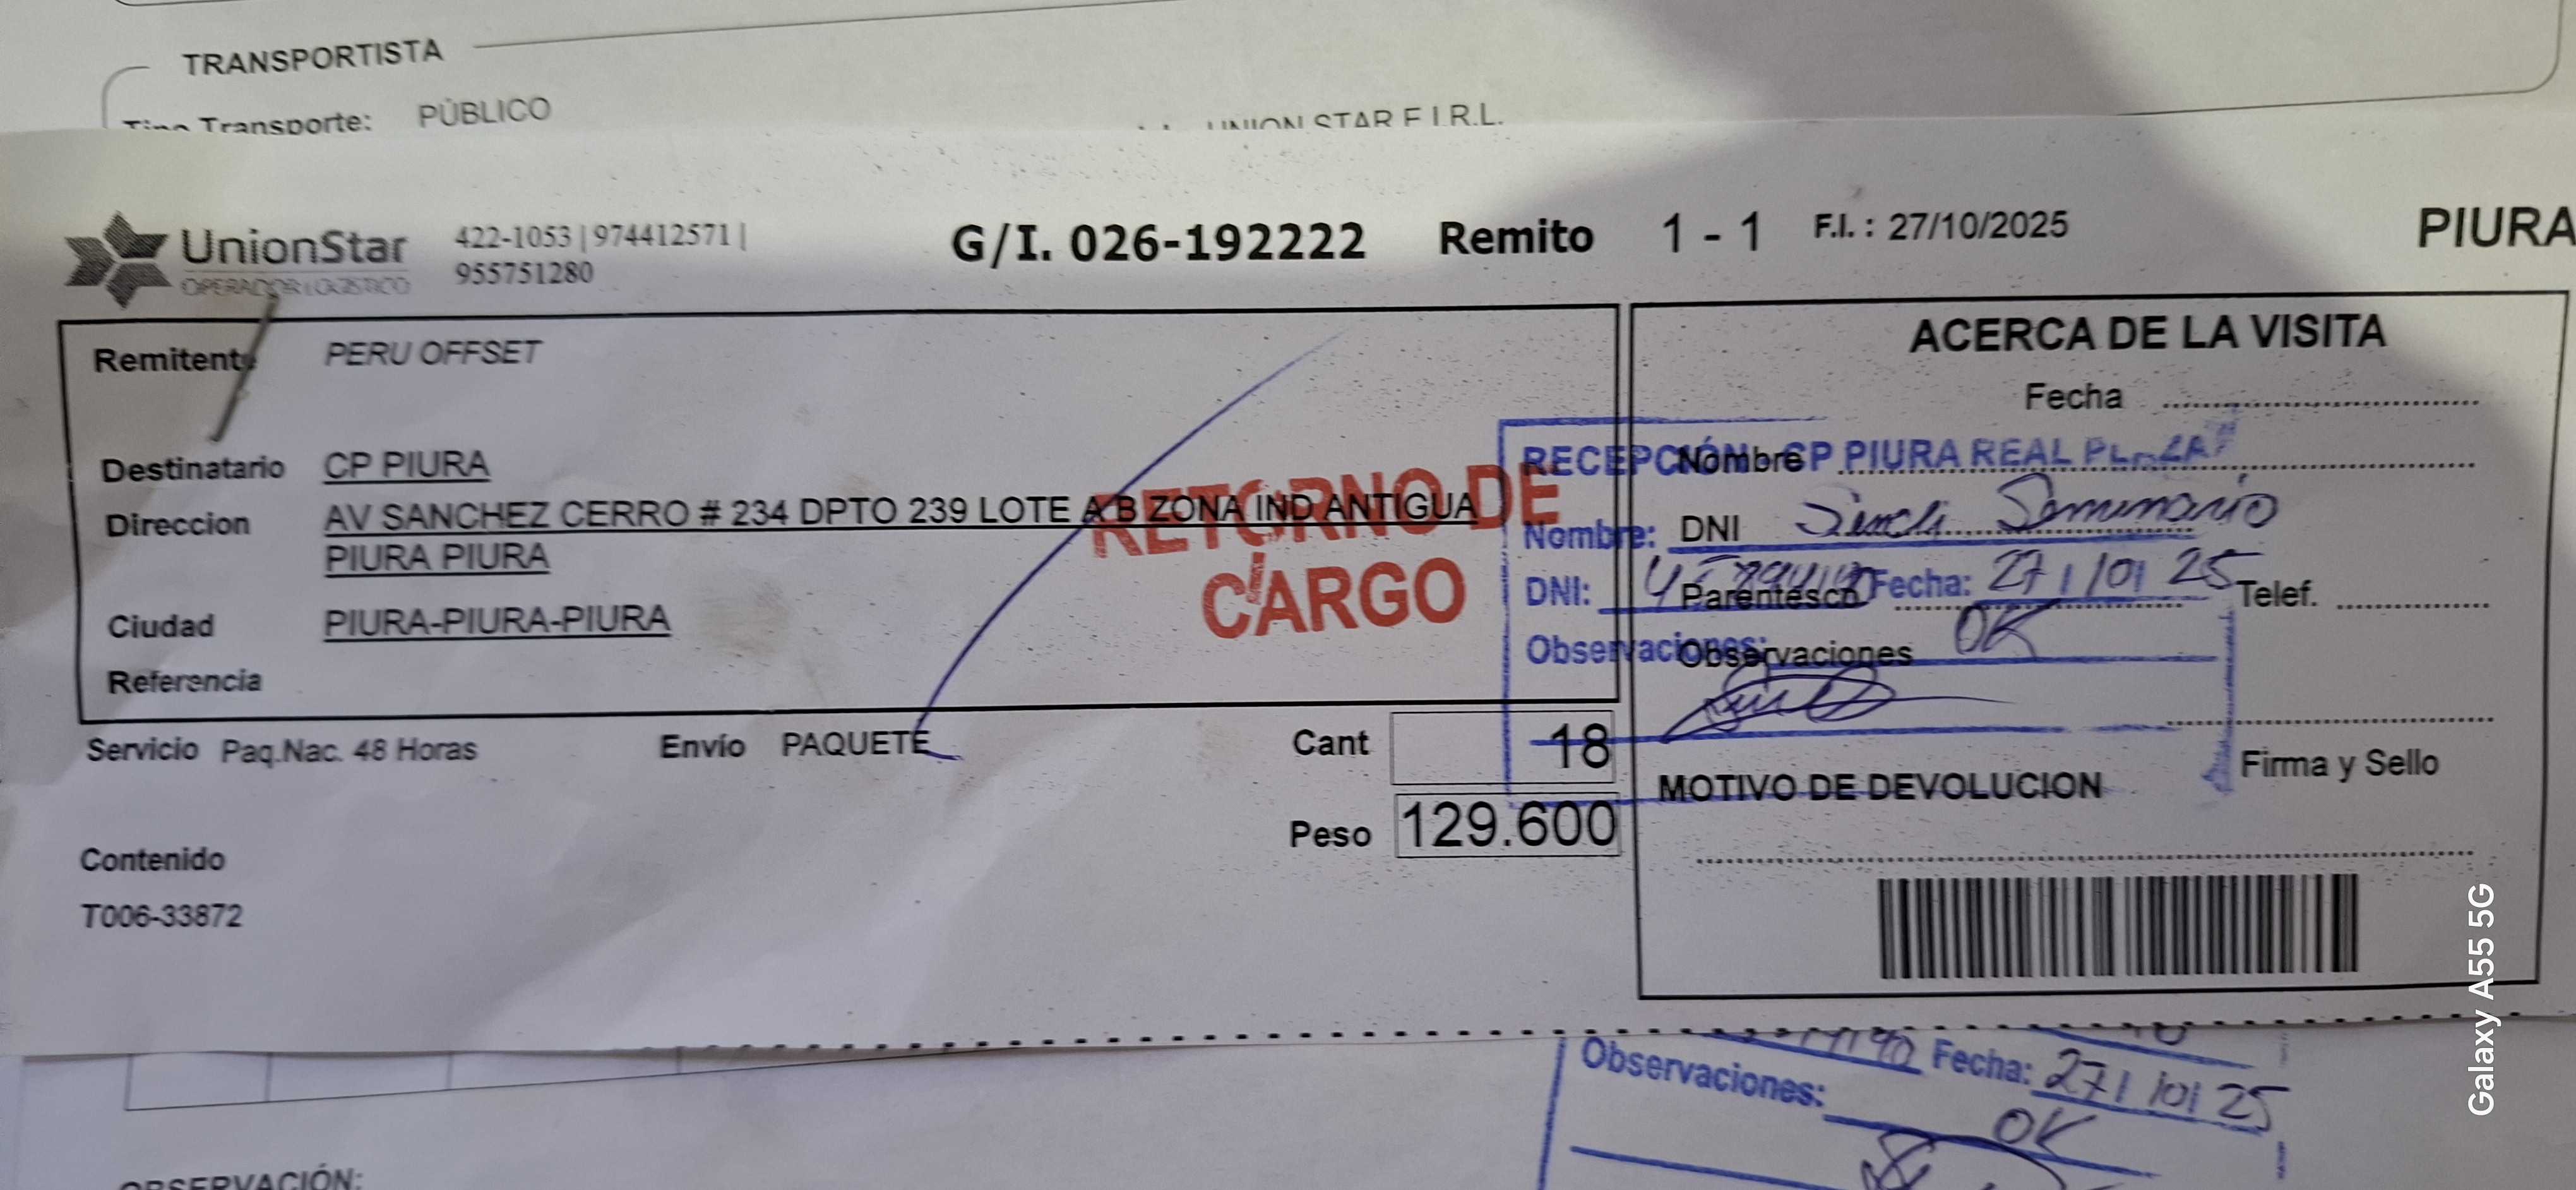 TRANSPORTISTA
Tipo Transporte: PÚBLICO
UNION STAR E.I.R.L.
UnionStar
OPERADOR LOGISTICO
422-1053 | 974412571 |
955751280
G/I. 026-192222 Remito 1 - 1 F.I. : 27/10/2025 PIURA
Remitente PERU OFFSET
Destinatario CP PIURA
Direccion AV SANCHEZ CERRO # 234 DPTO 239 LOTE A B ZONA IND ANTIGUA
PIURA PIURA
Ciudad PIURA-PIURA-PIURA
Referencia
RETORNO DE
CARGO
Servicio Paq.Nac. 48 Horas Envío PAQUETE
Cant 18
Peso 129.600
Contenido
T006-33872
ACERCA DE LA VISITA
Fecha
Nombre
DNI
Parentesco Telef.
Observaciones
Firma y Sello
MOTIVO DE DEVOLUCION
RECEPCIÓN CP PIURA REAL PLAZA
Nombre: Seminario
DNI: Fecha: 27/10/25
Observaciones: OK
Fecha: 27/10/25
Observaciones: OK
OBSERVACIÓN:
Galaxy A55 5G